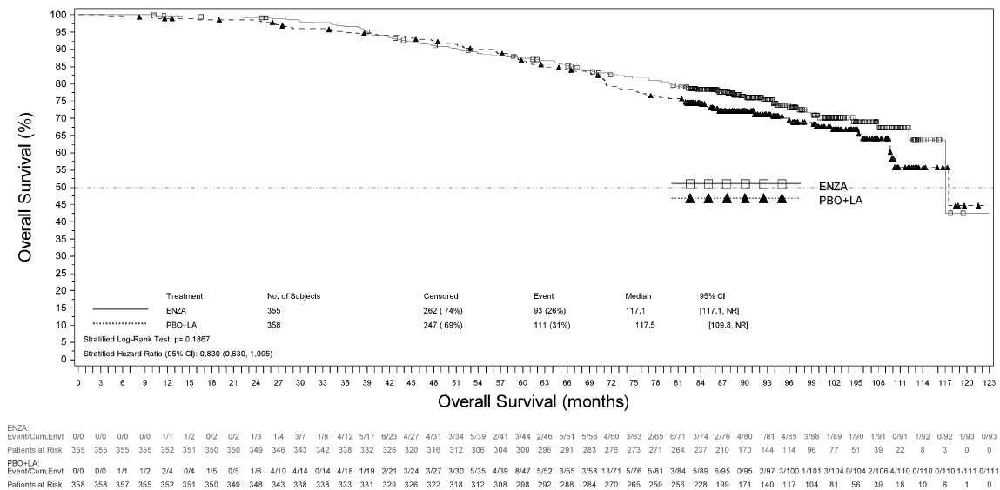 100
95
90
85
80
75
70
65
60
55
50
45
40
35
30
25
20
15
10
5
0
Overall Survival (%)
ENZA
PBO+LA
Treatment No. of Subjects Censored Event Median 95% CI
ENZA 355 262 ( 74%) 93 (26%) 117.1 [117.1, NR]
PBO+LA 358 247 ( 69%) 111 (31%) 117.5 [109.8, NR]
Stratified Log-Rank Test: p= 0.1867
Stratified Hazard Ratio (95% CI): 0.830 (0.630, 1.095)
0 3 6 9 12 15 18 21 24 27 30 33 36 39 42 45 48 51 54 57 60 63 66 69 72 75 78 81 84 87 90 93 96 99 102 105 108 111 114 117 120 123
Overall Survival (months)
ENZA:
Event/Cum.Envt 0/0 0/0 0/0 0/0 1/1 1/2 0/2 0/2 1/3 1/4 3/7 1/8 4/12 5/17 6/23 4/27 4/31 3/34 5/39 2/41 3/44 2/46 5/51 5/56 4/60 3/63 2/65 6/71 3/74 2/76 4/80 1/81 4/85 3/88 1/89 1/90 1/91 0/91 1/92 0/92 1/93 0/93
Patients at Risk 355 355 355 355 352 351 350 350 349 346 343 342 338 332 326 320 316 312 306 304 300 296 291 283 276 273 271 264 237 210 170 144 114 96 77 51 39 22 8 3 0 0
PBO+LA:
Event/Cum.Envt 0/0 0/0 1/1 1/2 2/4 0/4 1/5 0/5 1/6 4/10 4/14 0/14 4/18 1/19 2/21 3/24 3/27 3/30 5/35 4/39 8/47 5/52 3/55 3/58 13/71 5/76 5/81 3/84 5/89 6/95 0/95 2/97 3/100 1/101 3/104 0/104 2/106 4/110 0/110 0/110 1/111 0/111
Patients at Risk 358 358 357 355 352 351 350 349 348 343 338 338 333 331 329 326 322 318 312 308 298 292 288 284 270 265 259 256 228 199 171 140 117 104 81 56 39 18 10 6 1 0